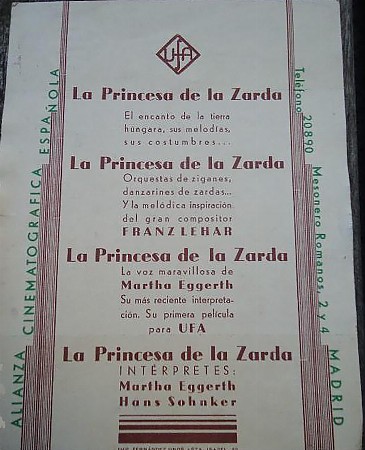 UFA
La Princesa de la Zarda
El encanto de la tierra
húngara, sus melodías,
sus costumbres...
La Princesa de la Zarda
Orquestas de zíganes,
danzarines de zardas...
Y la melódica inspiración
del gran compositor
FRANZ LEHAR
La Princesa de la Zarda
La voz maravillosa de
Martha Eggerth
Su más reciente interpreta-
ción. Su primera película
para UFA
La Princesa de la Zarda
INTÉRPRETES:
Martha Eggerth
Hans Sohnker
ALIANZA CINEMATOGRAFICA ESPAÑOLA
Teléfono 20890 Mesonero Romanos, 2 y 4 MADRID